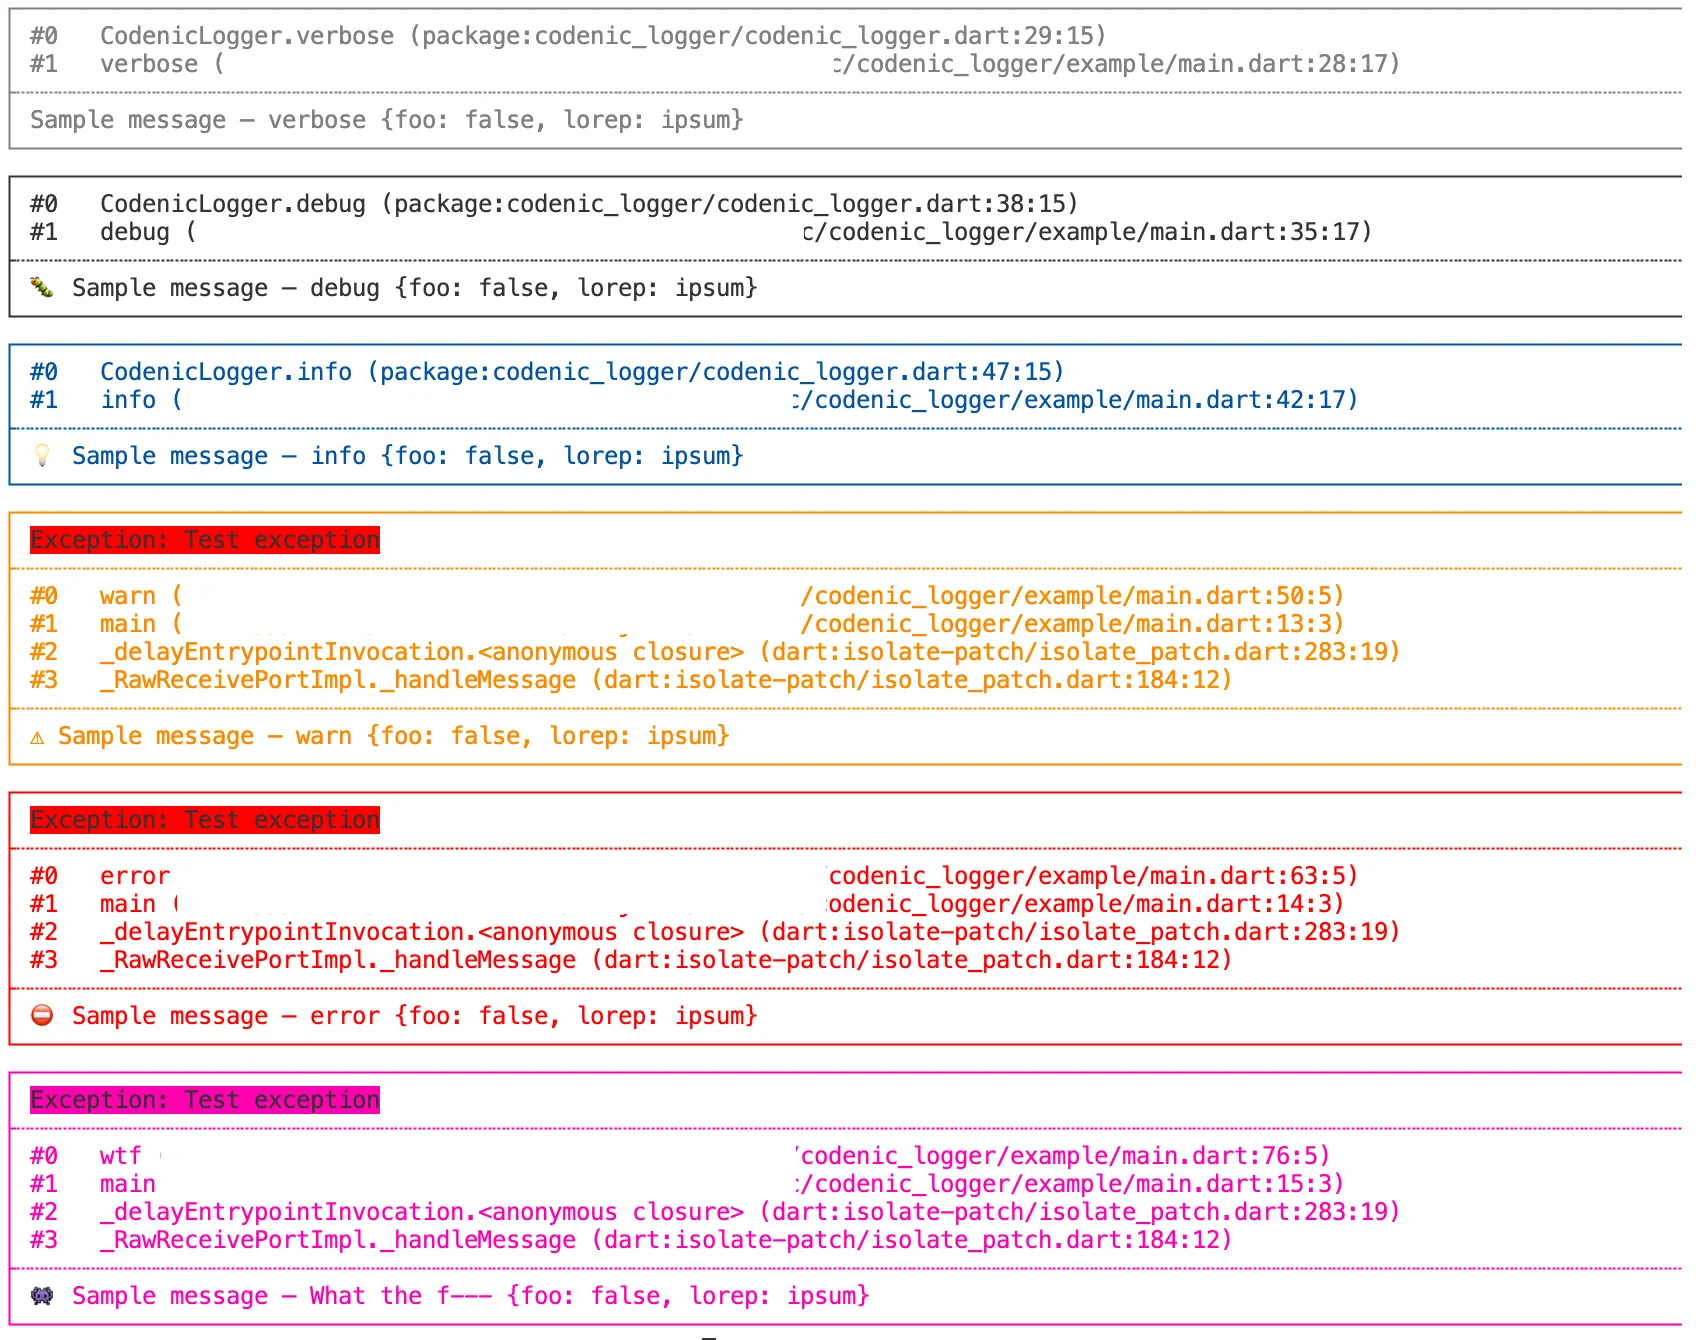 #0   CodenicLogger.verbose (package:codenic_logger/codenic_logger.dart:29:15)
#1   verbose (c/codenic_logger/example/main.dart:28:17)
Sample message – verbose {foo: false, lorep: ipsum}
#0   CodenicLogger.debug (package:codenic_logger/codenic_logger.dart:38:15)
#1   debug (c/codenic_logger/example/main.dart:35:17)
🐛 Sample message – debug {foo: false, lorep: ipsum}
#0   CodenicLogger.info (package:codenic_logger/codenic_logger.dart:47:15)
#1   info (c/codenic_logger/example/main.dart:42:17)
💡 Sample message – info {foo: false, lorep: ipsum}
Exception: Test exception
#0   warn (/codenic_logger/example/main.dart:50:5)
#1   main (/codenic_logger/example/main.dart:13:3)
#2   _delayEntrypointInvocation.<anonymous closure> (dart:isolate-patch/isolate_patch.dart:283:19)
#3   _RawReceivePortImpl._handleMessage (dart:isolate-patch/isolate_patch.dart:184:12)
⚠ Sample message – warn {foo: false, lorep: ipsum}
Exception: Test exception
#0   error codenic_logger/example/main.dart:63:5)
#1   main (odenic_logger/example/main.dart:14:3)
#2   _delayEntrypointInvocation.<anonymous closure> (dart:isolate-patch/isolate_patch.dart:283:19)
#3   _RawReceivePortImpl._handleMessage (dart:isolate-patch/isolate_patch.dart:184:12)
⛔ Sample message – error {foo: false, lorep: ipsum}
Exception: Test exception
#0   wtf /codenic_logger/example/main.dart:76:5)
#1   main /codenic_logger/example/main.dart:15:3)
#2   _delayEntrypointInvocation.<anonymous closure> (dart:isolate-patch/isolate_patch.dart:283:19)
#3   _RawReceivePortImpl._handleMessage (dart:isolate-patch/isolate_patch.dart:184:12)
👾 Sample message – What the f––– {foo: false, lorep: ipsum}